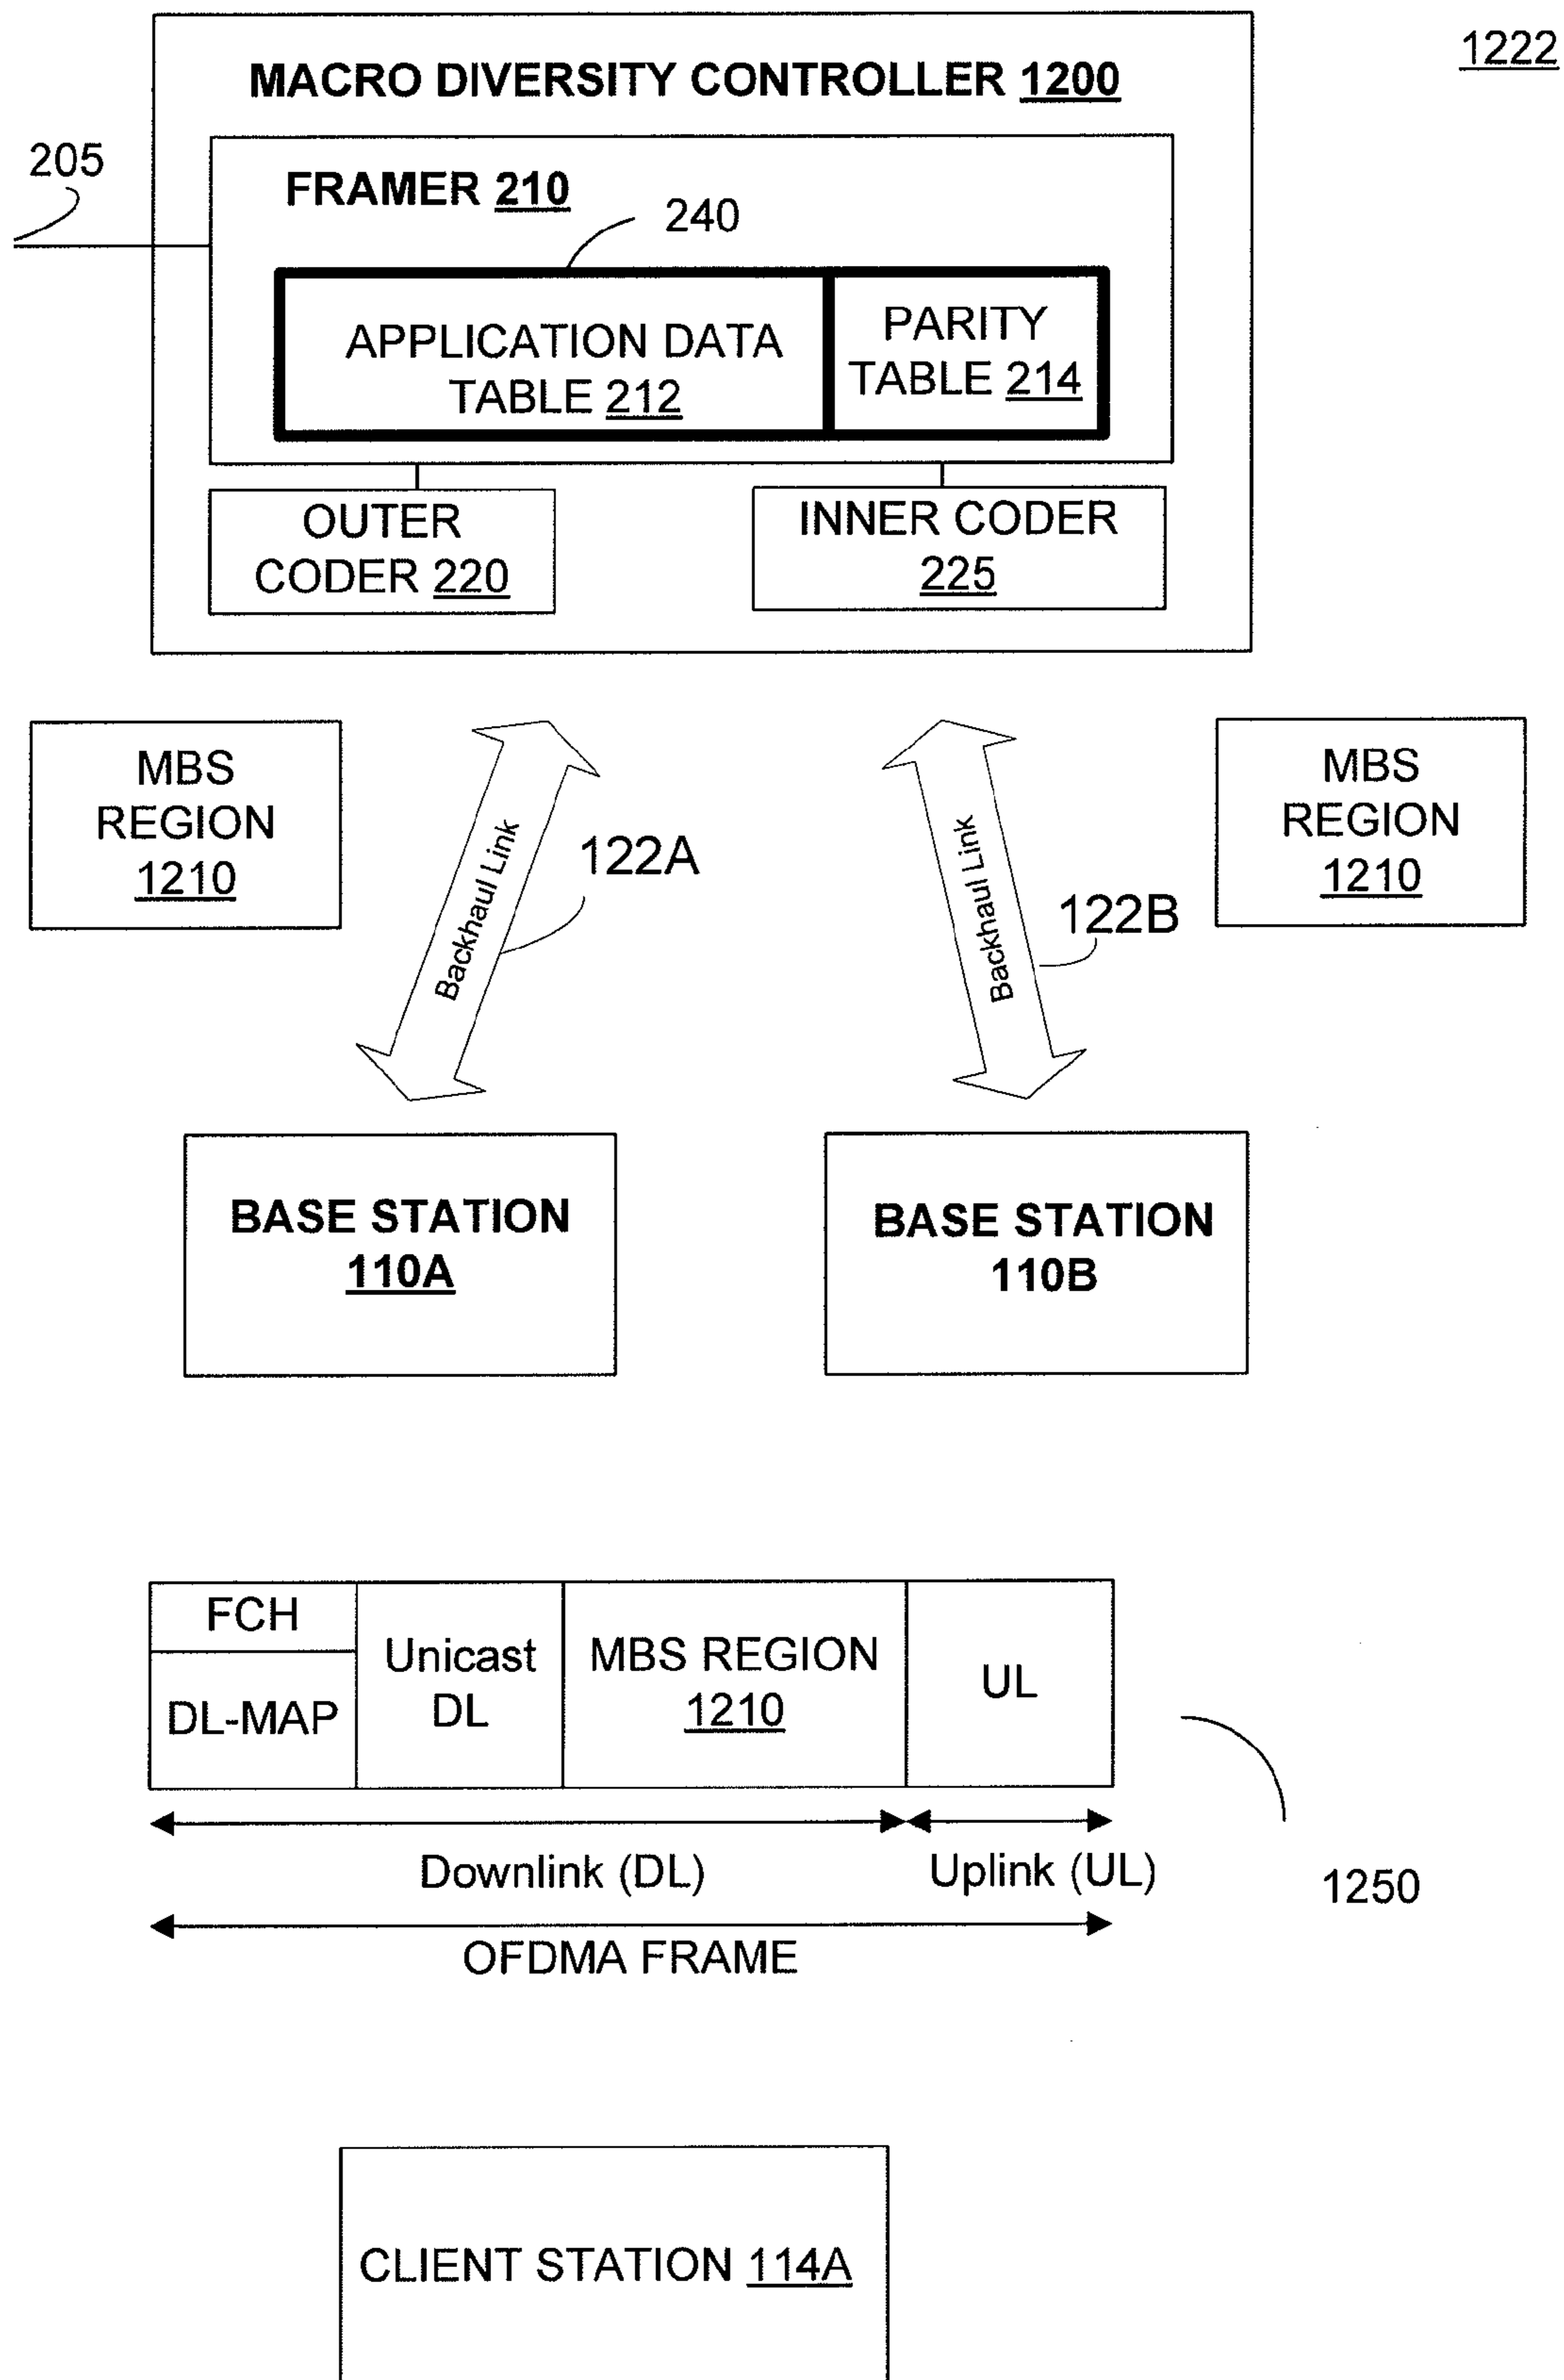 1222
MACRO DIVERSITY CONTROLLER 1200
205
FRAMER 210
240
APPLICATION DATA
TABLE 212
PARITY
TABLE 214
OUTER
CODER 220
INNER CODER
225
MBS
REGION
1210
Backhaul Link
122A
Backhaul Link
122B
MBS
REGION
1210
BASE STATION
110A
BASE STATION
110B
FCH
DL-MAP
Unicast
DL
MBS REGION
1210
UL
Downlink (DL)
Uplink (UL)
1250
OFDMA FRAME
CLIENT STATION 114A